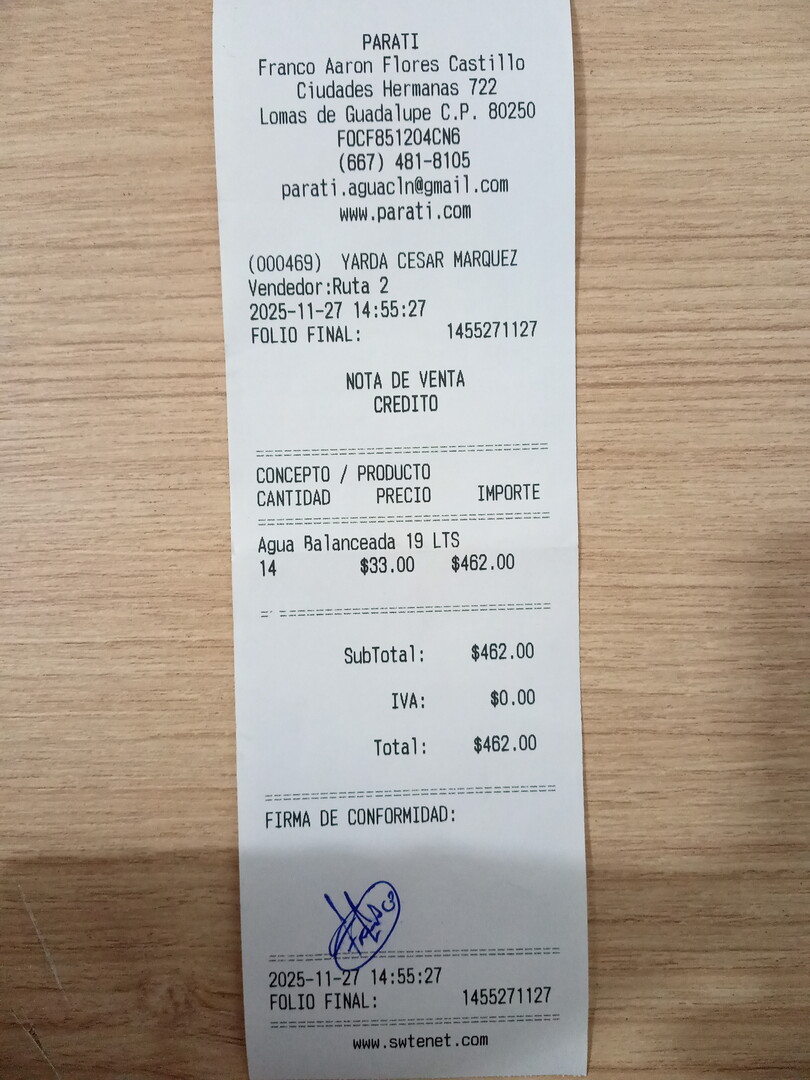 PARATI
Franco Aaron Flores Castillo
Ciudades Hermanas 722
Lomas de Guadalupe C.P. 80250
FOCF851204CN6
(667) 481-8105
parati.aguacln@gmail.com
www.parati.com
(000469) YARDA CESAR MARQUEZ
Vendedor:Ruta 2
2025-11-27 14:55:27
FOLIO FINAL: 1455271127
NOTA DE VENTA
CREDITO
CONCEPTO / PRODUCTO
CANTIDAD PRECIO IMPORTE
Agua Balanceada 19 LTS
14 $33.00 $462.00
SubTotal: $462.00
IVA: $0.00
Total: $462.00
FIRMA DE CONFORMIDAD:
2025-11-27 14:55:27
FOLIO FINAL: 1455271127
www.swtenet.com